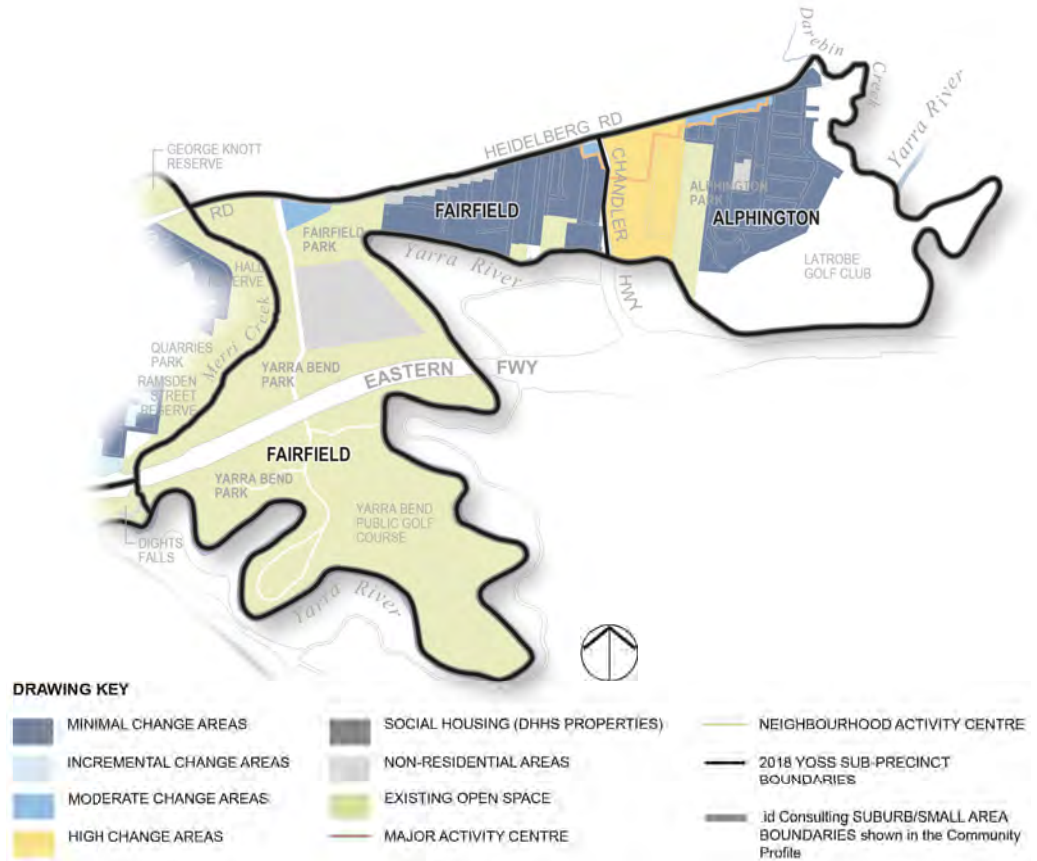 Darebin
Creek
Yarra River
GEORGE KNOTT
RESERVE
HEIDELBERG RD
CHANDLER
HWY
RD
FAIRFIELD
PARK
FAIRFIELD
ALPHINGTON
PARK
ALPHINGTON
Yarra River
LATROBE
GOLF CLUB
HALL
RESERVE
Merri Creek
QUARRIES
PARK
RAMSDEN
STREET
RESERVE
YARRA BEND
PARK
EASTERN FWY
FAIRFIELD
YARRA BEND
PARK
YARRA BEND
PUBLIC GOLF
COURSE
DIGHTS
FALLS
Yarra River
DRAWING KEY
MINIMAL CHANGE AREAS
INCREMENTAL CHANGE AREAS
MODERATE CHANGE AREAS
HIGH CHANGE AREAS
SOCIAL HOUSING (DHHS PROPERTIES)
NON-RESIDENTIAL AREAS
EXISTING OPEN SPACE
MAJOR ACTIVITY CENTRE
NEIGHBOURHOOD ACTIVITY CENTRE
2018 YOSS SUB-PRECINCT
BOUNDARIES
.id Consulting SUBURB/SMALL AREA
BOUNDARIES shown in the Community
Profile